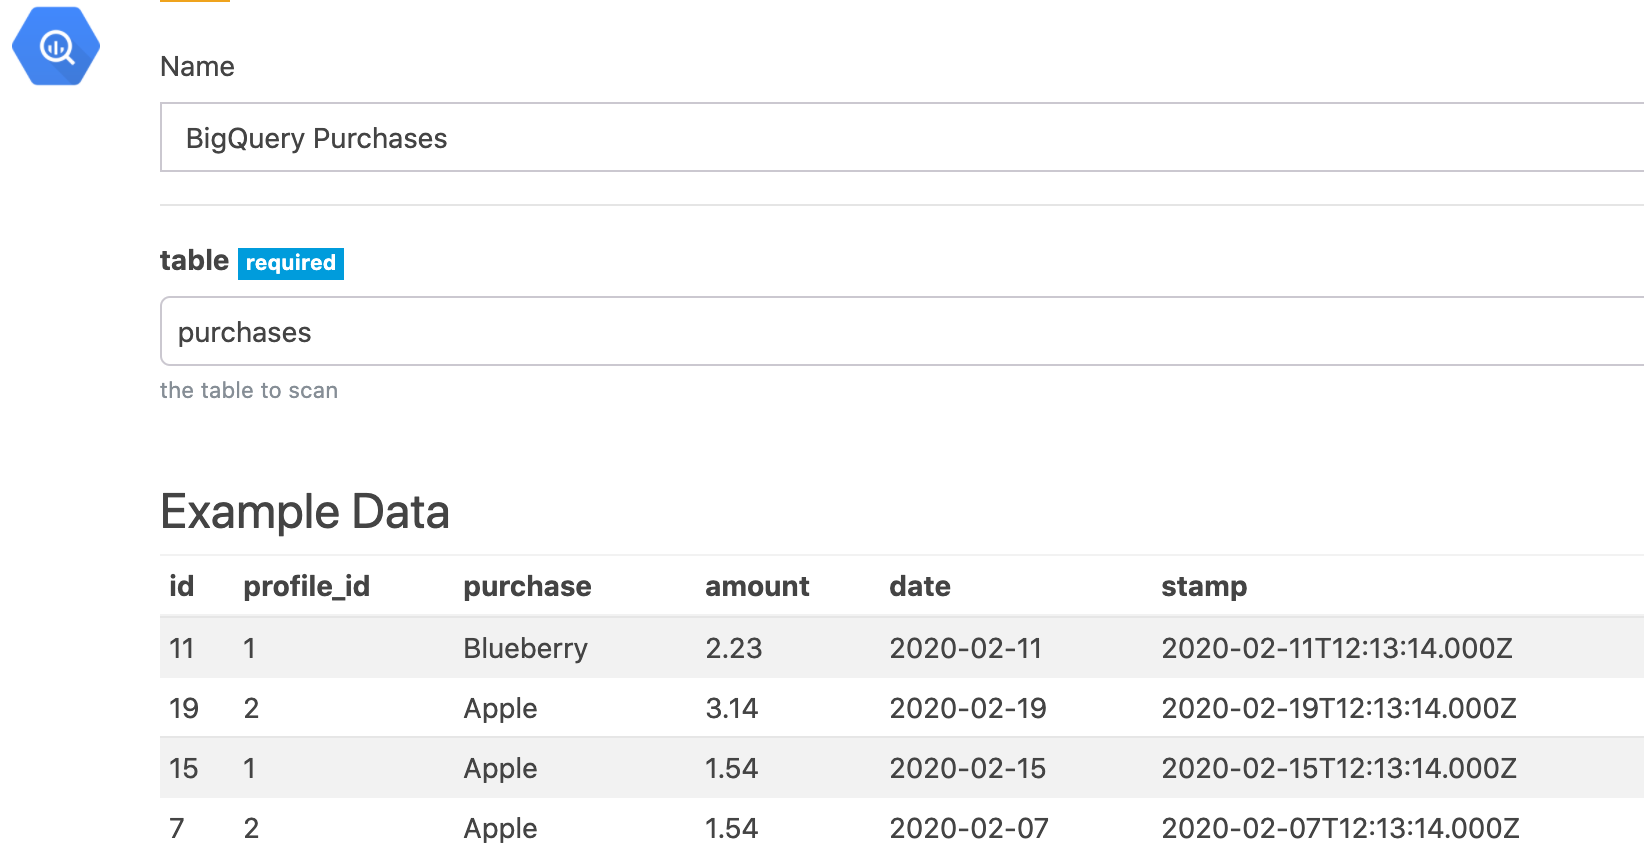 Name
BigQuery Purchases
table required
purchases
the table to scan
Example Data
id profile_id purchase amount date stamp
11 1 Blueberry 2.23 2020-02-11 2020-02-11T12:13:14.000Z
19 2 Apple 3.14 2020-02-19 2020-02-19T12:13:14.000Z
15 1 Apple 1.54 2020-02-15 2020-02-15T12:13:14.000Z
7 2 Apple 1.54 2020-02-07 2020-02-07T12:13:14.000Z